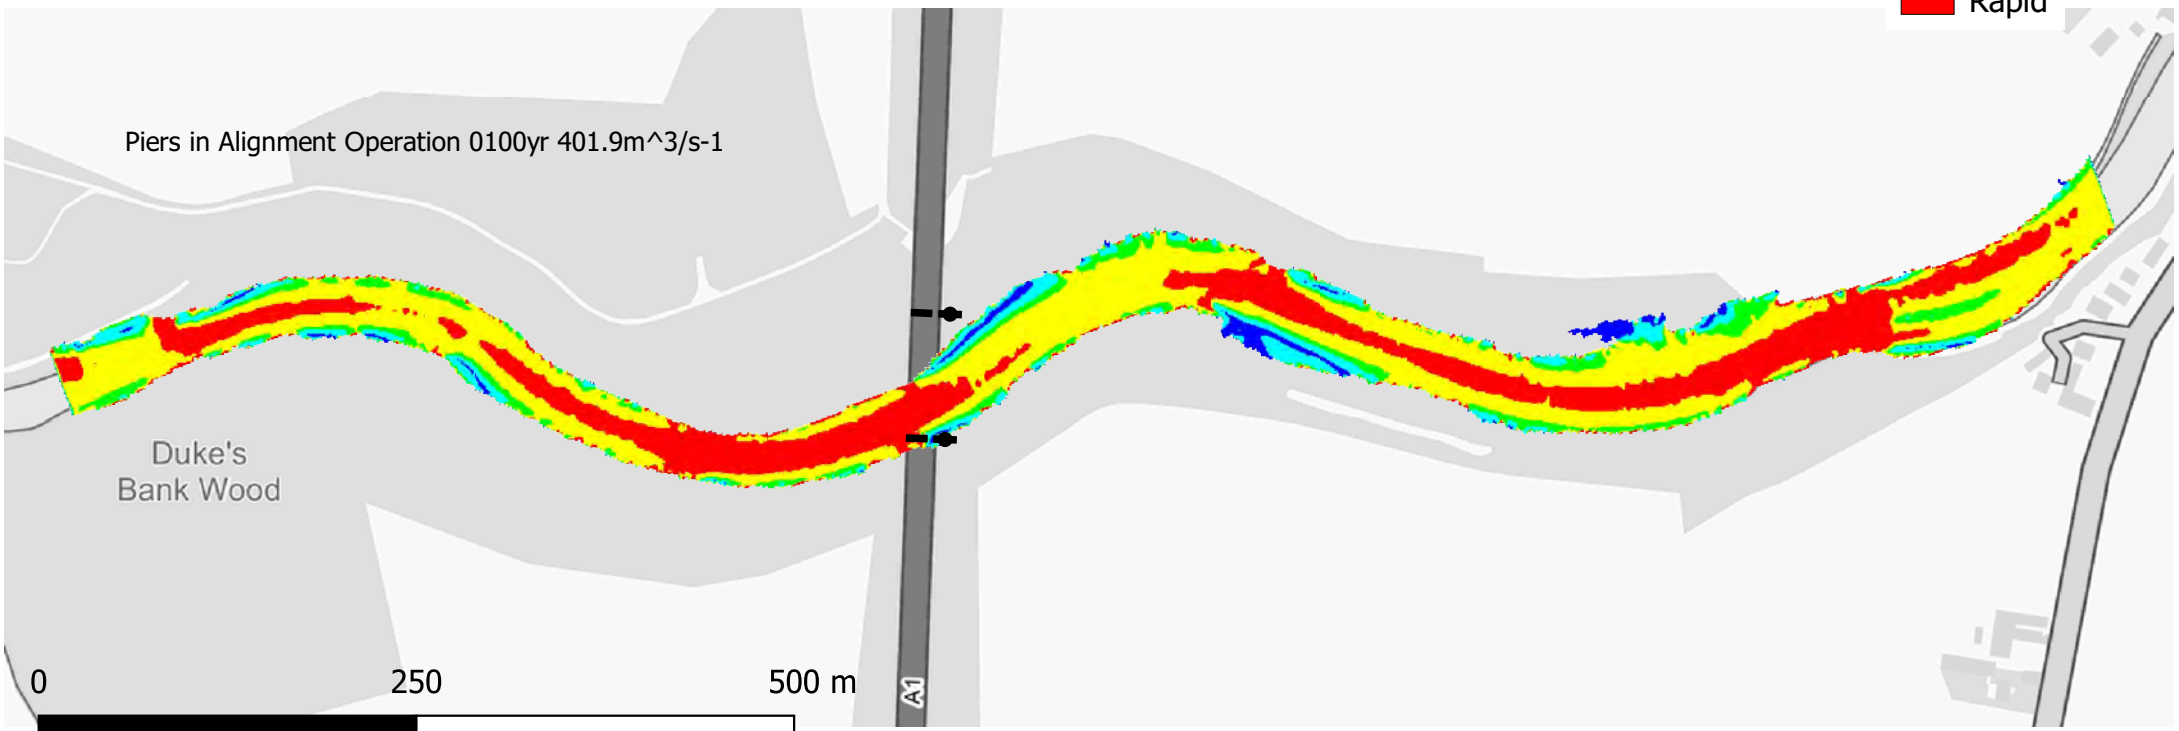 Rapid
Piers in Alignment Operation 0100yr 401.9m^3/s-1
Duke's
Bank Wood
0 250 500 m
A1